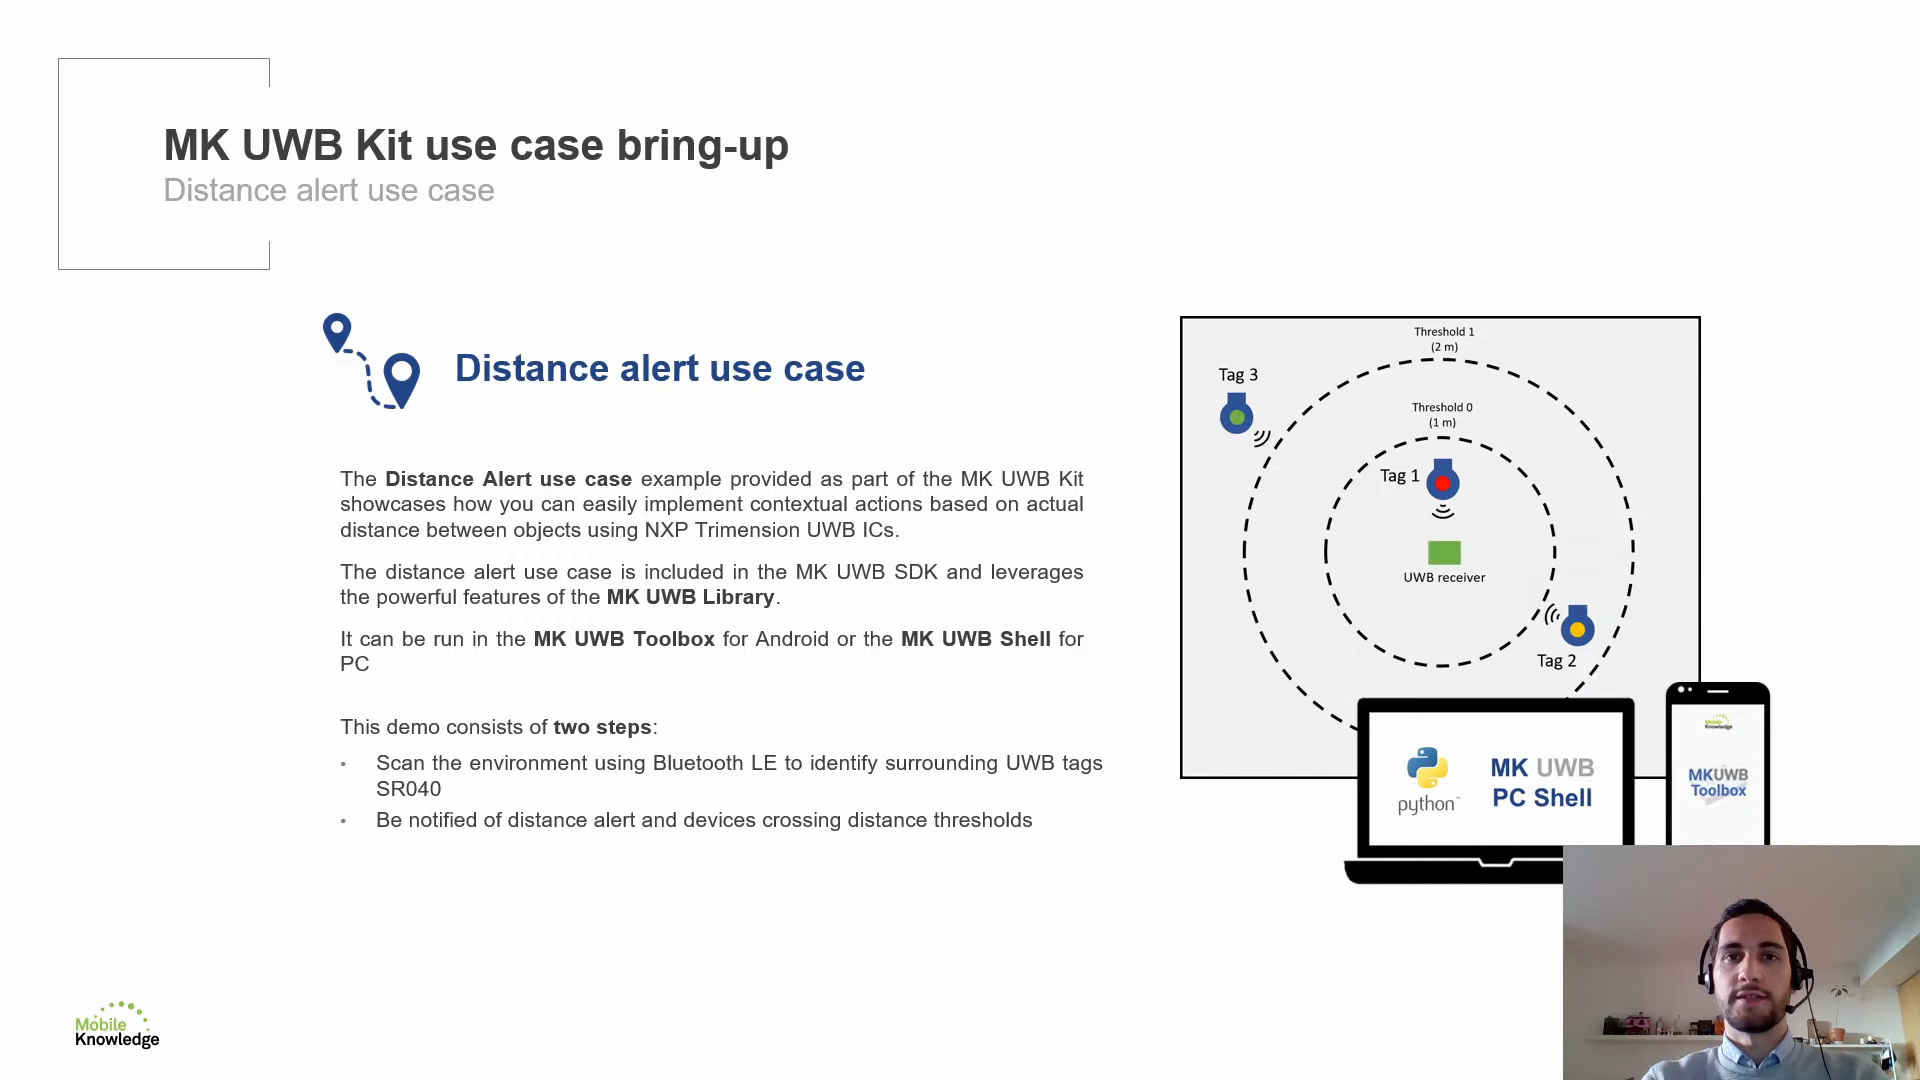 MK UWB Kit use case bring-up
Distance alert use case
Distance alert use case
The Distance Alert use case example provided as part of the MK UWB Kit
showcases how you can easily implement contextual actions based on actual
distance between objects using NXP Trimension UWB ICs.
The distance alert use case is included in the MK UWB SDK and leverages
the powerful features of the MK UWB Library.
It can be run in the MK UWB Toolbox for Android or the MK UWB Shell for
PC
This demo consists of two steps:
• Scan the environment using Bluetooth LE to identify surrounding UWB tags
SR040
• Be notified of distance alert and devices crossing distance thresholds
Threshold 1
(2 m)
Tag 3
Threshold 0
(1 m)
Tag 1
UWB receiver
Tag 2
python™
MK UWB
PC Shell
Mobile
Knowledge
MKUWB
Toolbox
Mobile
Knowledge